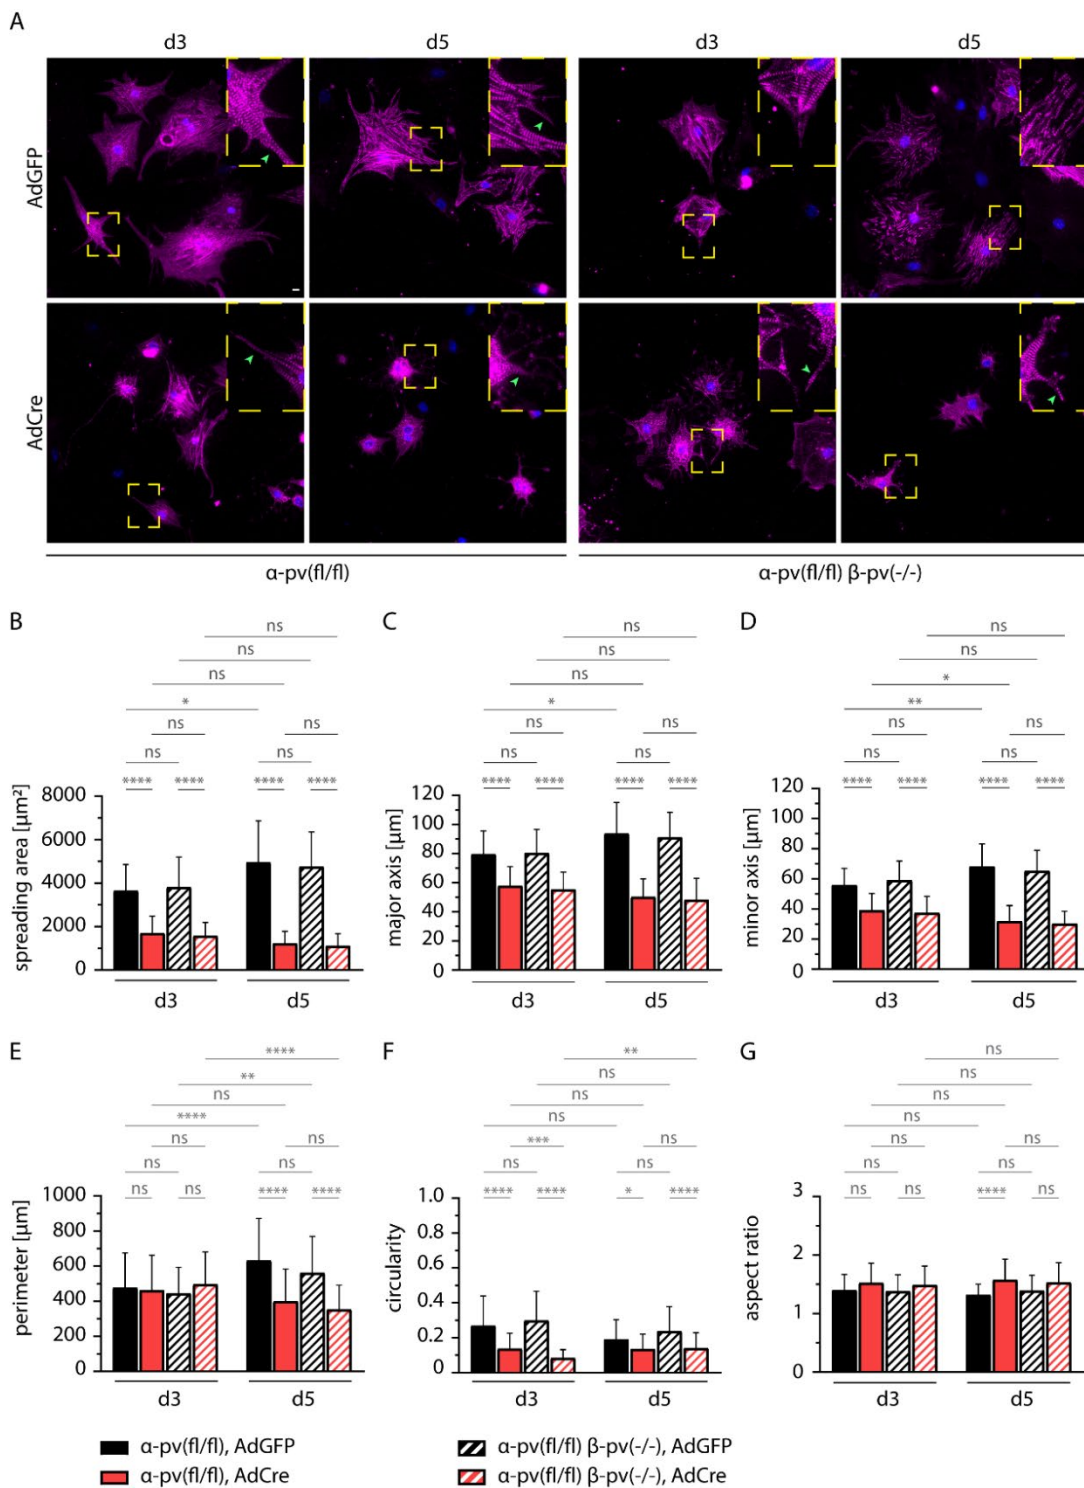 A
d3 d5 d3 d5
AdGFP
AdCre
α-pv(fl/fl) α-pv(fl/fl) β-pv(-/-)
B
ns
ns
ns
*
ns ns
ns ns
**** **** **** ****
spreading area [µm²]
8000
6000
4000
2000
0
d3 d5
C
ns
ns
ns
*
ns ns
ns ns
**** **** **** ****
major axis [µm]
120
100
80
60
40
20
0
d3 d5
D
ns
ns
*
**
ns ns
ns ns
**** **** **** ****
minor axis [µm]
120
100
80
60
40
20
0
d3 d5
E
****
**
ns
****
ns ns
ns ns
ns ns **** ****
perimeter [µm]
1000
800
600
400
200
0
d3 d5
F
**
ns
ns
ns
*** ns
ns ns
**** **** * ****
circularity
1.0
0.8
0.6
0.4
0.2
0
d3 d5
G
ns
ns
ns
ns
ns ns
ns ns
ns ns **** ns
aspect ratio
3
2
1
0
d3 d5
α-pv(fl/fl), AdGFP α-pv(fl/fl) β-pv(-/-), AdGFP
α-pv(fl/fl), AdCre α-pv(fl/fl) β-pv(-/-), AdCre